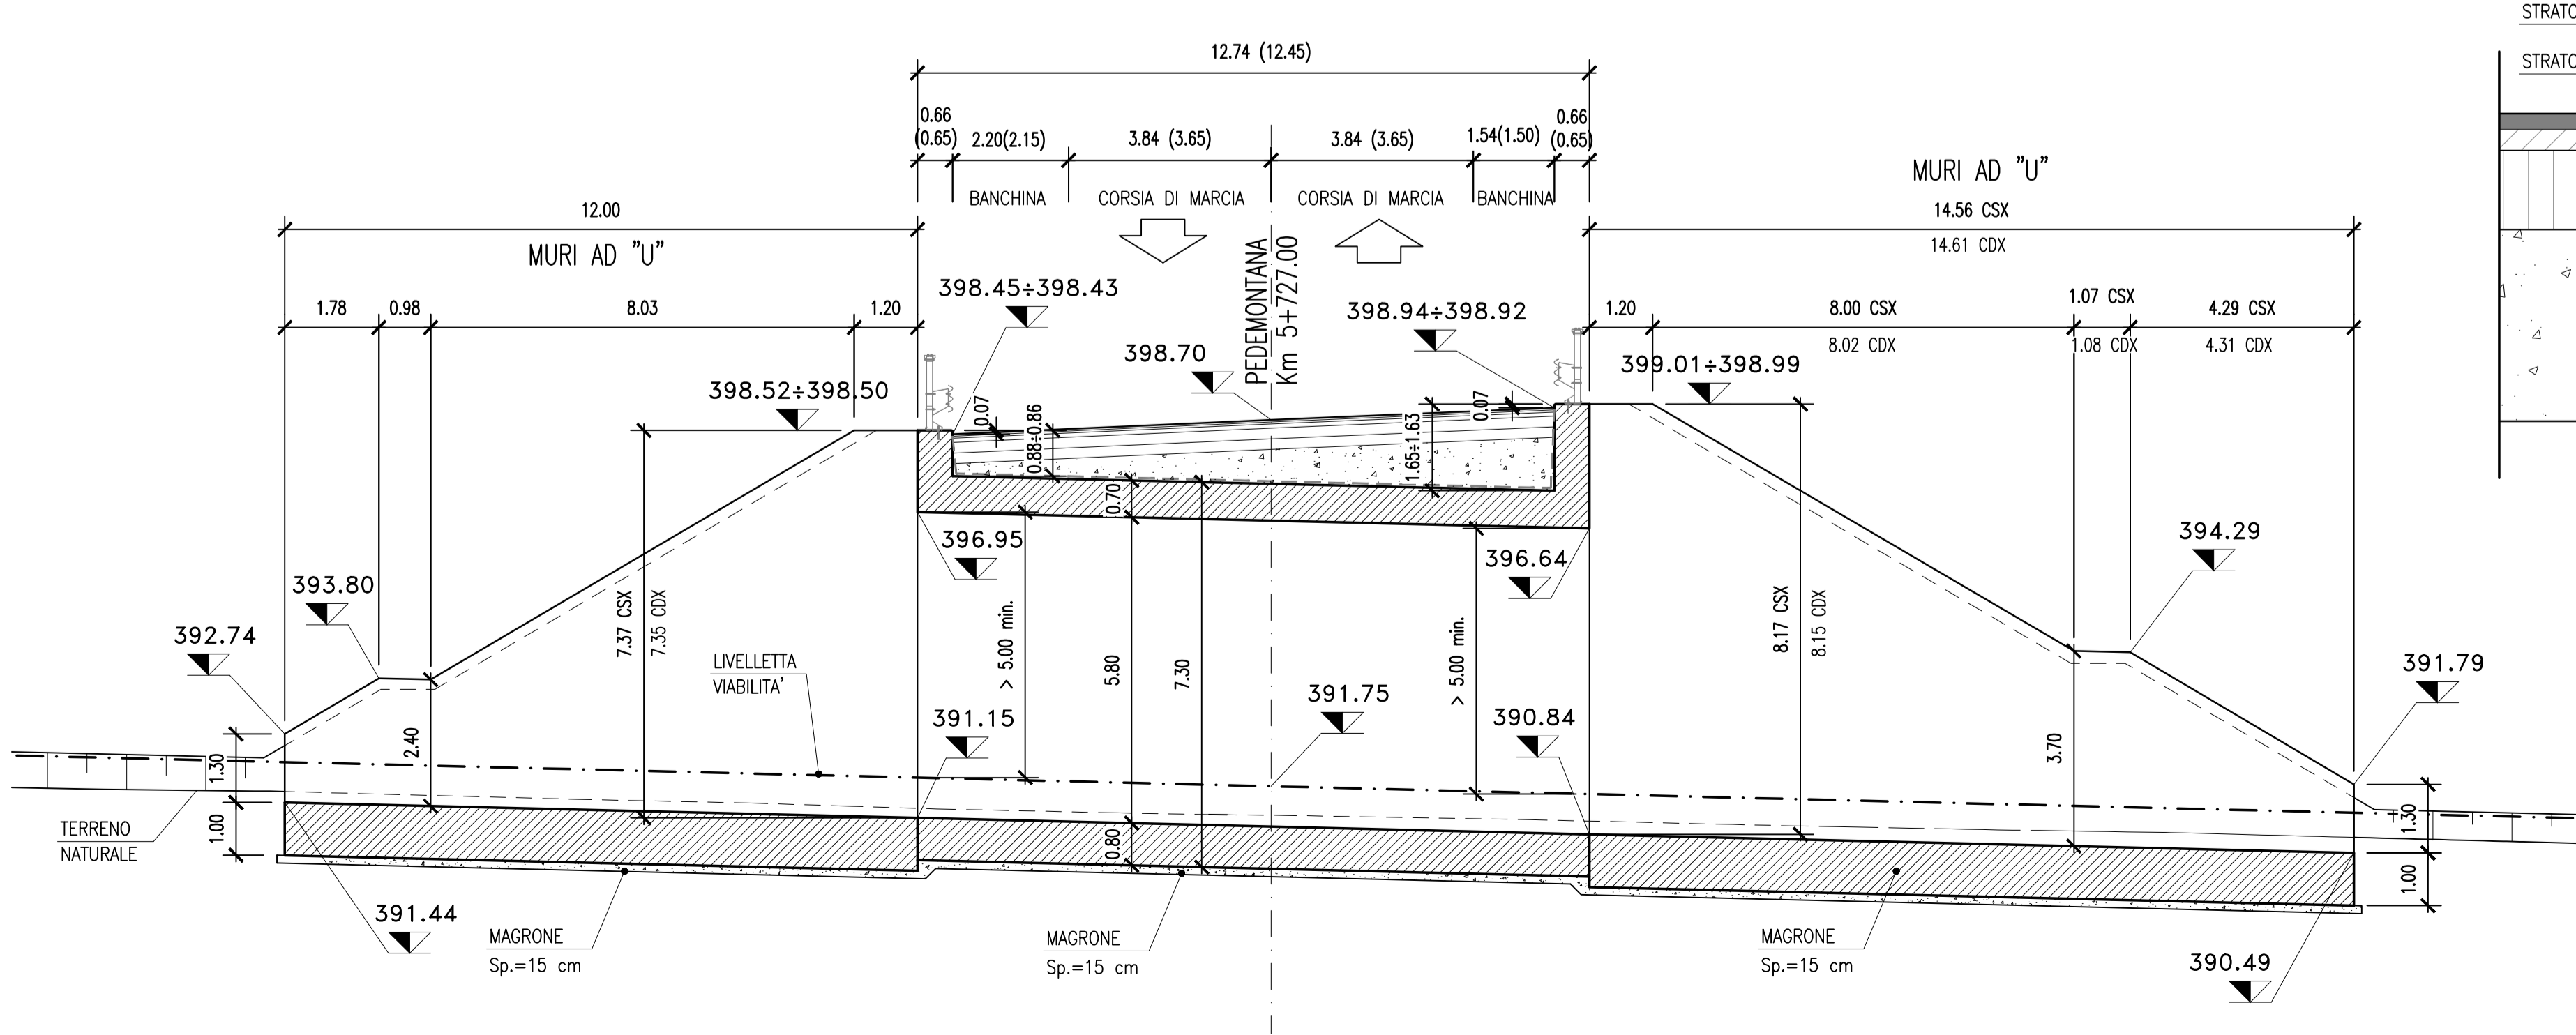 STRATO
STRATO
12.74 (12.45)
0.66
(0.65)
2.20(2.15)
3.84 (3.65)
3.84 (3.65)
1.54(1.50)
0.66
(0.65)
BANCHINA
CORSIA DI MARCIA
CORSIA DI MARCIA
BANCHINA
MURI AD "U"
14.56 CSX
14.61 CDX
12.00
MURI AD "U"
PEDEMONTANA
Km 5+727.00
1.78
0.98
8.03
1.20
398.45÷398.43
398.94÷398.92
1.20
8.00 CSX
8.02 CDX
1.07 CSX
1.08 CDX
4.29 CSX
4.31 CDX
398.70
399.01÷398.99
398.52÷398.50
0.07
0.88÷0.86
1.65÷1.63
0.07
0.70
396.95
396.64
394.29
393.80
392.74
7.37 CSX
7.35 CDX
> 5.00 min.
5.80
7.30
> 5.00 min.
8.17 CSX
8.15 CDX
LIVELLETTA
VIABILITA'
391.79
391.75
391.15
390.84
2.40
3.70
1.30
1.00
0.80
1.30
1.00
TERRENO
NATURALE
391.44
MAGRONE
Sp.=15 cm
MAGRONE
Sp.=15 cm
MAGRONE
Sp.=15 cm
390.49